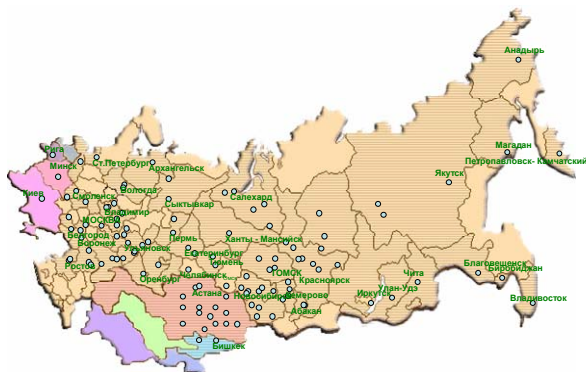 Анадырь
Магадан
Рига
Ст.Петербург
Петропавловск- Камчатский
Минск
Архангельск
Якутск
Киев
Смоленск
Вологда
Салехард
Сыктывкар
Владимир
МОСКВА
Белгород
Пермь
Ханты - Мансийск
Воронеж
Ульяновск
Ростов
Тюмень
Благовещенск
Биробиджан
Оренбург
Челябинск
ТОМСК
Чита
Красноярск
Улан-Удэ
Астана
Новосибирск
Кемерово
Иркутск
Владивосток
Абакан
Бишкек